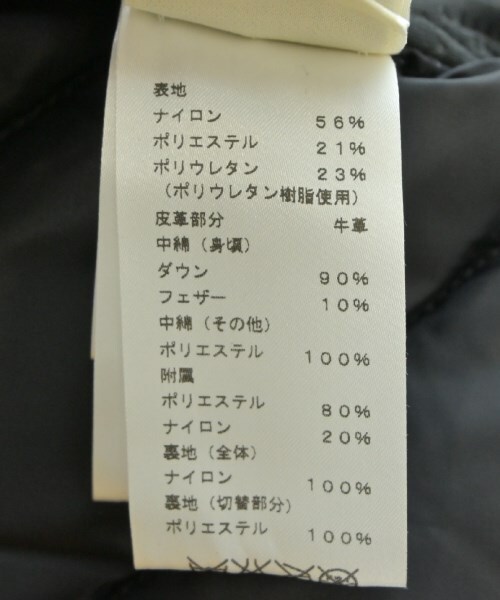 表地
ナイロン 56%
ポリエステル 21%
ポリウレタン 23%
（ポリウレタン樹脂使用）
皮革部分 牛革
中綿（身頃）
ダウン 90%
フェザー 10%
中綿（その他）
ポリエステル 100%
附属
ポリエステル 80%
ナイロン 20%
裏地（全体）
ナイロン 100%
裏地（切替部分）
ポリエステル 100%